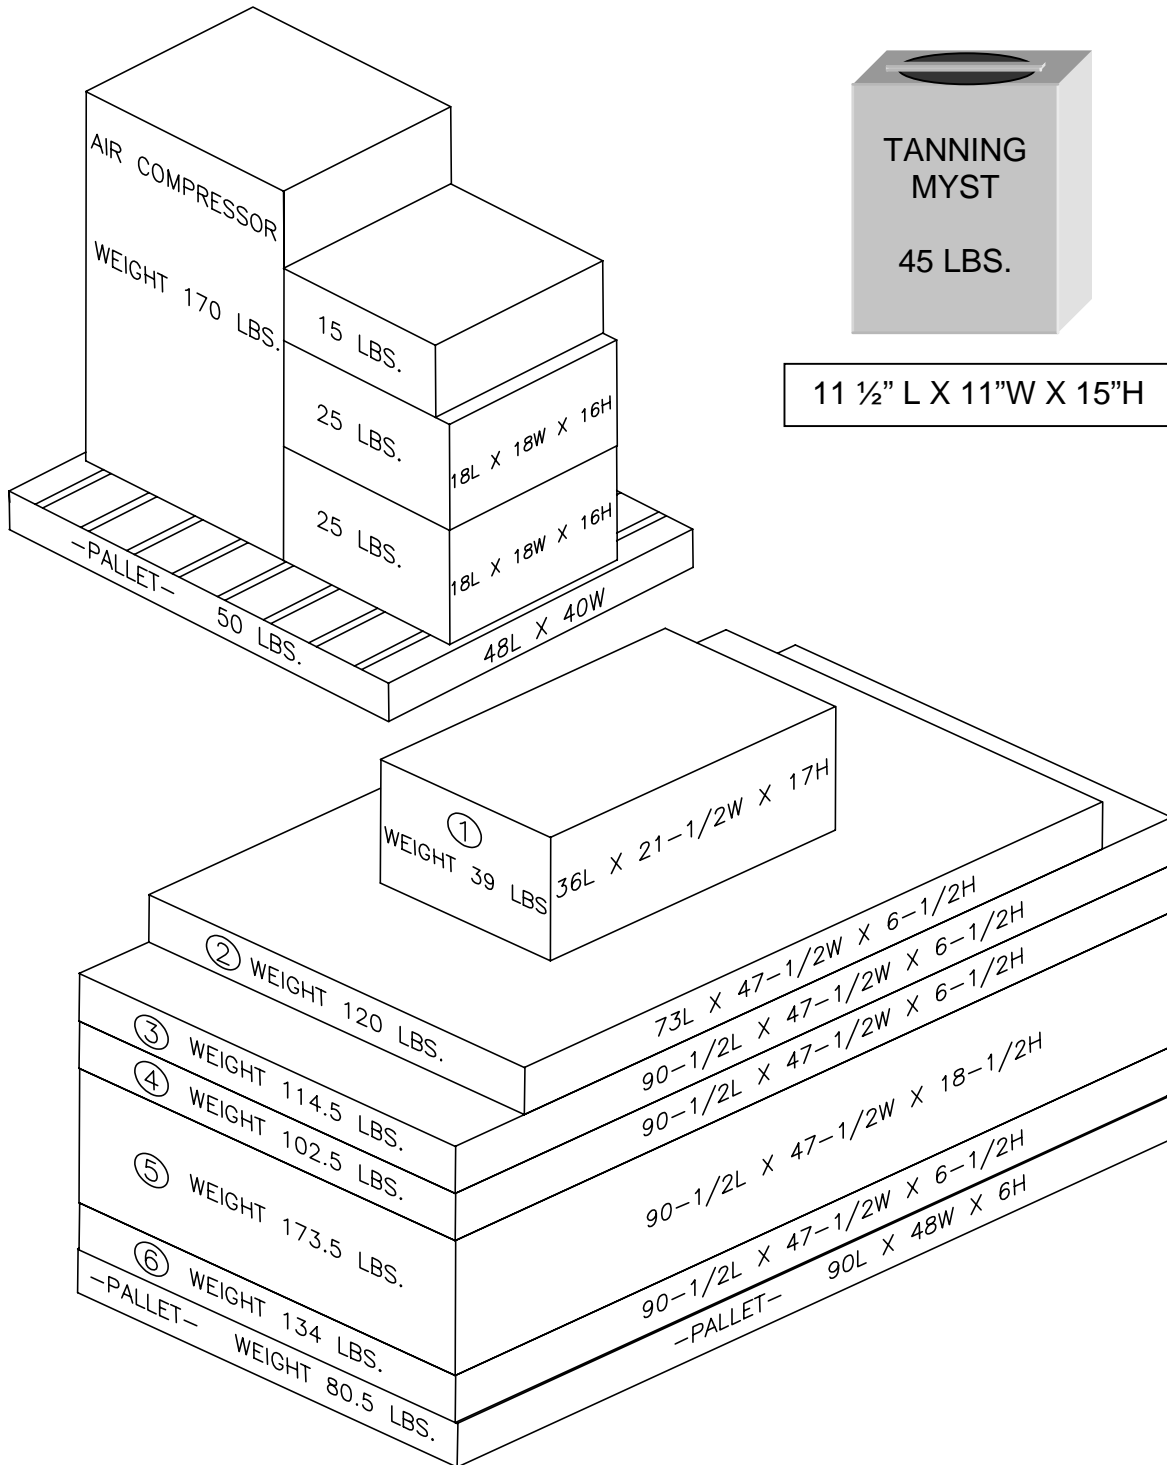 AIR COMPRESSOR
WEIGHT 170 LBS.
15 LBS.
25 LBS.
18L X 18W X 16H
25 LBS.
18L X 18W X 16H
-PALLET- 50 LBS.
48L X 40W
TANNING
MYST
45 LBS.
11 ½” L X 11”W X 15”H
1
WEIGHT 39 LBS
36L X 21-1/2W X 17H
2 WEIGHT 120 LBS.
73L X 47-1/2W X 6-1/2H
3 WEIGHT 114.5 LBS.
90-1/2L X 47-1/2W X 6-1/2H
4 WEIGHT 102.5 LBS.
90-1/2L X 47-1/2W X 6-1/2H
5 WEIGHT 173.5 LBS.
90-1/2L X 47-1/2W X 18-1/2H
6 WEIGHT 134 LBS.
90-1/2L X 47-1/2W X 6-1/2H
-PALLET- WEIGHT 80.5 LBS.
-PALLET- 90L X 48W X 6H